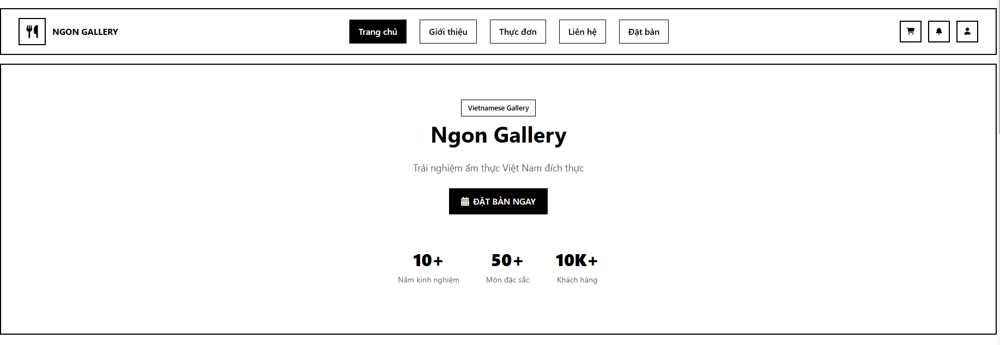 NGON GALLERY
Trang chủ
Giới thiệu
Thực đơn
Liên hệ
Đặt bàn
Vietnamese Gallery
Ngon Gallery
Trải nghiệm ẩm thực Việt Nam đích thực
ĐẶT BÀN NGAY
10+
Năm kinh nghiệm
50+
Món đặc sắc
10K+
Khách hàng